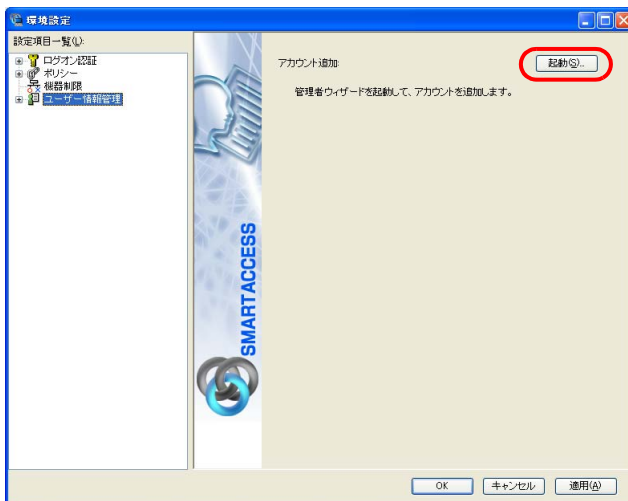 環境設定
設定項目一覧(L):
ログオン認証
ポリシー
機器制限
ユーザー情報管理
アカウント追加:
起動(S)...
管理者ウィザードを起動して、アカウントを追加します。
SMARTACCESS
OK
キャンセル
適用(A)